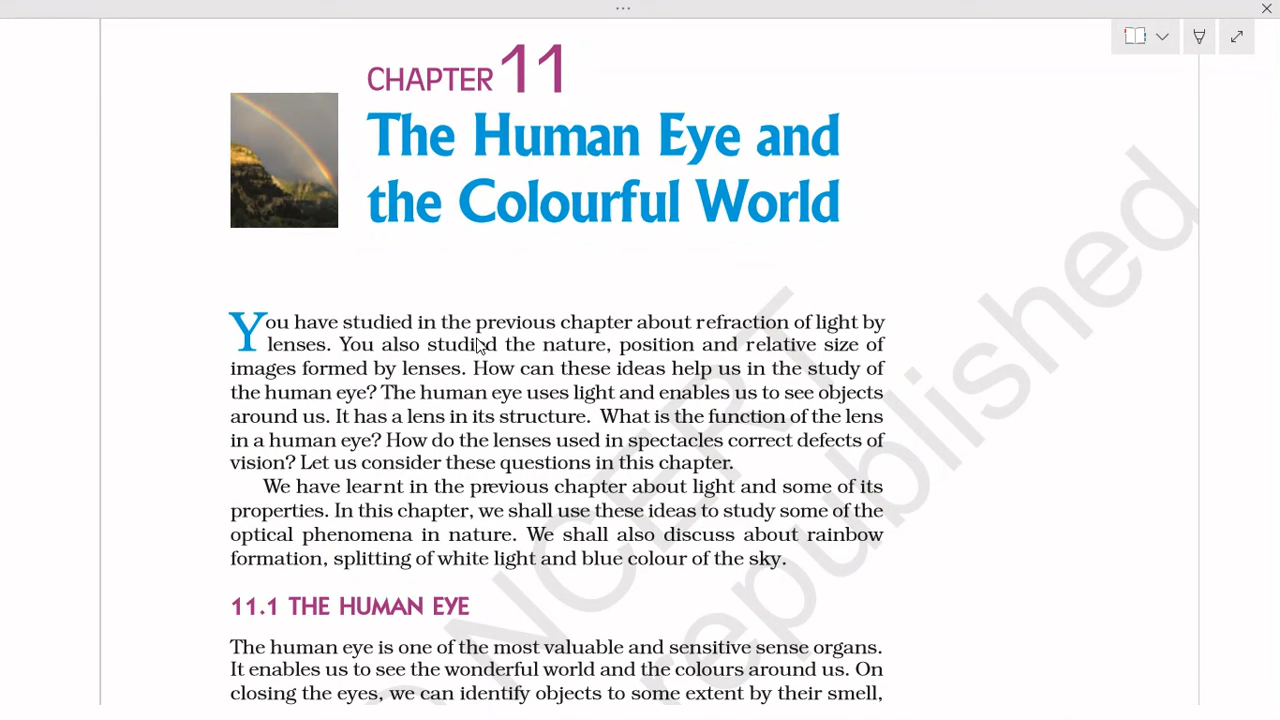 CHAPTER 11
The Human Eye and
the Colourful World
You have studied in the previous chapter about refraction of light by
lenses. You also studied the nature, position and relative size of
images formed by lenses. How can these ideas help us in the study of
the human eye? The human eye uses light and enables us to see objects
around us. It has a lens in its structure. What is the function of the lens
in a human eye? How do the lenses used in spectacles correct defects of
vision? Let us consider these questions in this chapter.
We have learnt in the previous chapter about light and some of its
properties. In this chapter, we shall use these ideas to study some of the
optical phenomena in nature. We shall also discuss about rainbow
formation, splitting of white light and blue colour of the sky.
11.1 THE HUMAN EYE
The human eye is one of the most valuable and sensitive sense organs.
It enables us to see the wonderful world and the colours around us. On
closing the eyes, we can identify objects to some extent by their smell,
NCERT
republished